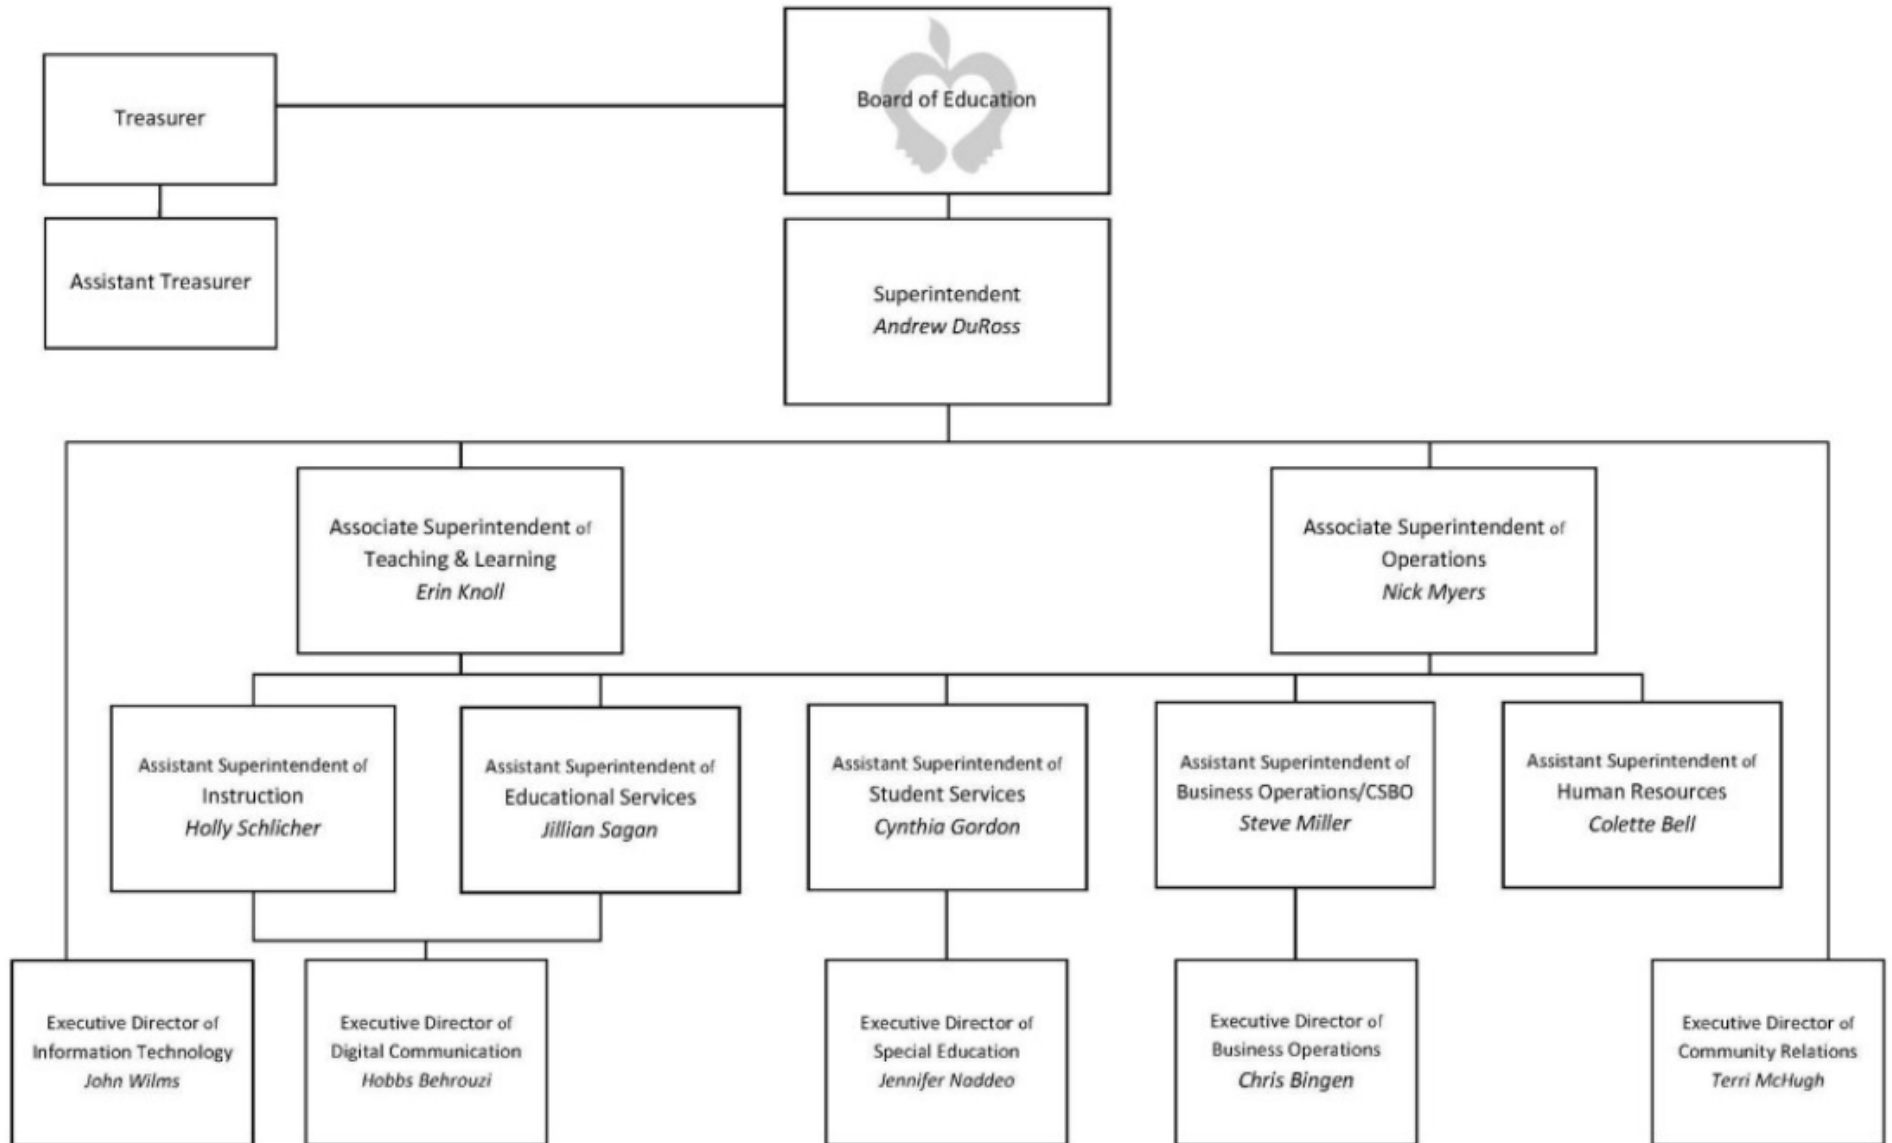 Board of Education
Treasurer
Assistant Treasurer
Superintendent
Andrew DuRoss
Associate Superintendent of
Teaching & Learning
Erin Knoll
Associate Superintendent of
Operations
Nick Myers
Assistant Superintendent of
Instruction
Holly Schlicher
Assistant Superintendent of
Educational Services
Jillian Sagan
Assistant Superintendent of
Student Services
Cynthia Gordon
Assistant Superintendent of
Business Operations/CSBO
Steve Miller
Assistant Superintendent of
Human Resources
Colette Bell
Executive Director of
Information Technology
John Wilms
Executive Director of
Digital Communication
Hobbs Behrouzi
Executive Director of
Special Education
Jennifer Naddeo
Executive Director of
Business Operations
Chris Bingen
Executive Director of
Community Relations
Terri McHugh